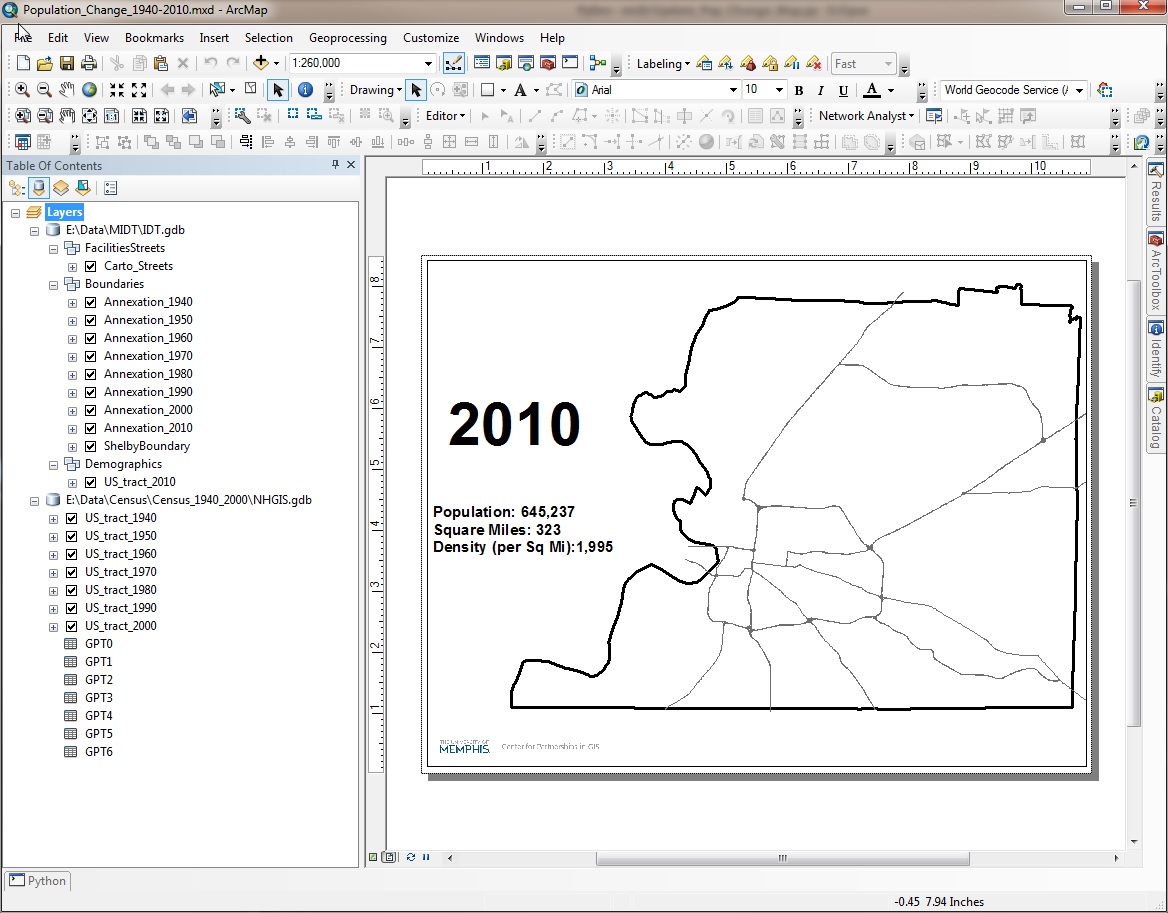 Population_Change_1940-2010.mxd - ArcMap
File Edit View Bookmarks Insert Selection Geoprocessing Customize Windows Help
1:260,000 Labeling Fast
Drawing A Arial 10 B I U A World Geocode Service (A
Editor Network Analyst
Table Of Contents
Layers
E:\Data\MIDT\IDT.gdb
FacilitiesStreets
Carto_Streets
Boundaries
Annexation_1940
Annexation_1950
Annexation_1960
Annexation_1970
Annexation_1980
Annexation_1990
Annexation_2000
Annexation_2010
ShelbyBoundary
Demographics
US_tract_2010
E:\Data\Census\Census_1940_2000\NHGIS.gdb
US_tract_1940
US_tract_1950
US_tract_1960
US_tract_1970
US_tract_1980
US_tract_1990
US_tract_2000
GPT0
GPT1
GPT2
GPT3
GPT4
GPT5
GPT6
1 2 3 4 5 6 7 8 9 10
8
7
6
5
4
3
2
1
2010
Population: 645,237
Square Miles: 323
Density (per Sq Mi):1,995
THE UNIVERSITY OF
MEMPHIS. Center for Partnerships in GIS
Results
ArcToolbox
Identify
Catalog
Python
-0.45 7.94 Inches